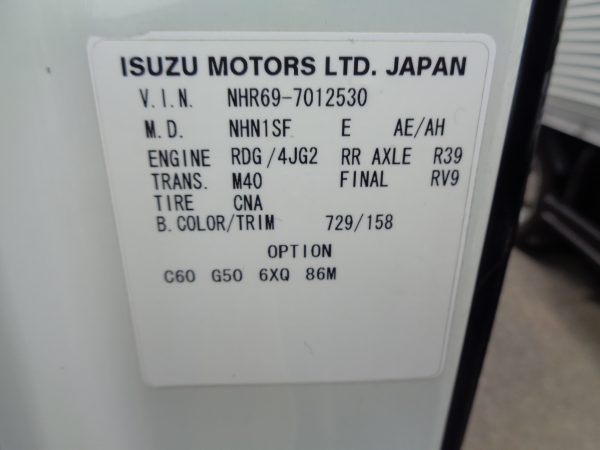 ISUZU MOTORS LTD. JAPAN
V.I.N. NHR69-7012530
M.D. NHN1SF E AE/AH
ENGINE RDG/4JG2 RR AXLE R39
TRANS. M40 FINAL RV9
TIRE CNA
B.COLOR/TRIM 729/158
OPTION
C60 G50 6XQ 86M